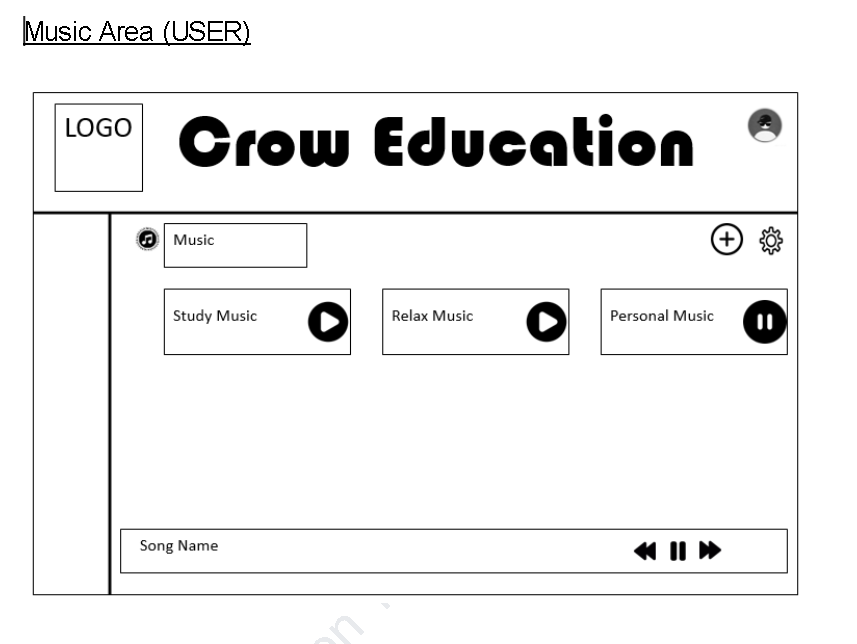 Music Area (USER)
LOGO
Crow Education
Music
Study Music
Relax Music
Personal Music
Song Name